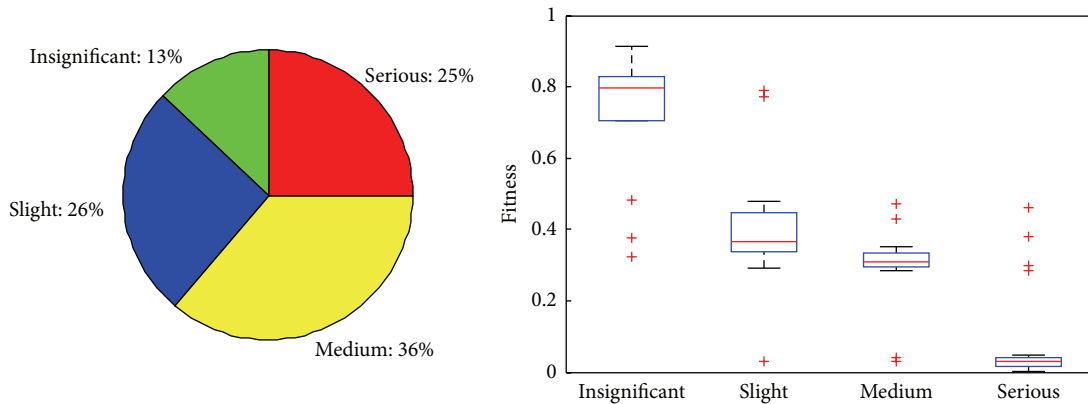 Insignificant: 13%
Serious: 25%
Slight: 26%
Medium: 36%
1
0.8
0.6
0.4
0.2
0
Fitness
Insignificant Slight Medium Serious